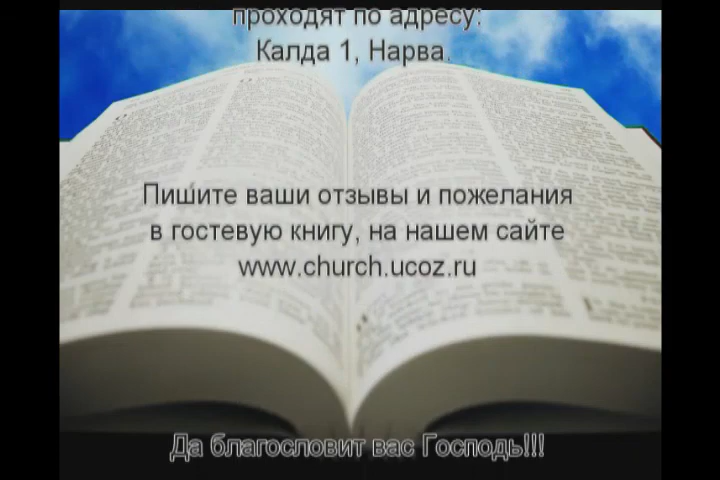 проходят по адресу:
Калда 1, Нарва.
Пишите ваши отзывы и пожелания
в гостевую книгу, на нашем сайте
www.church.ucoz.ru
Да благословит вас Господь!!!